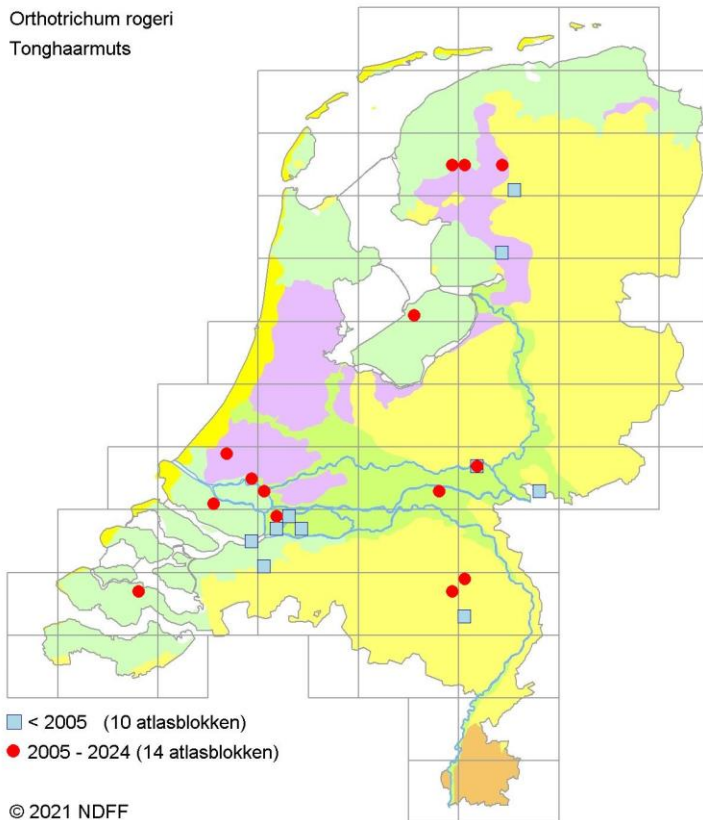 Orthotrichum rogeri
Tonghaarmuts
< 2005 (10 atlasblokken)
2005 - 2024 (14 atlasblokken)
© 2021 NDFF